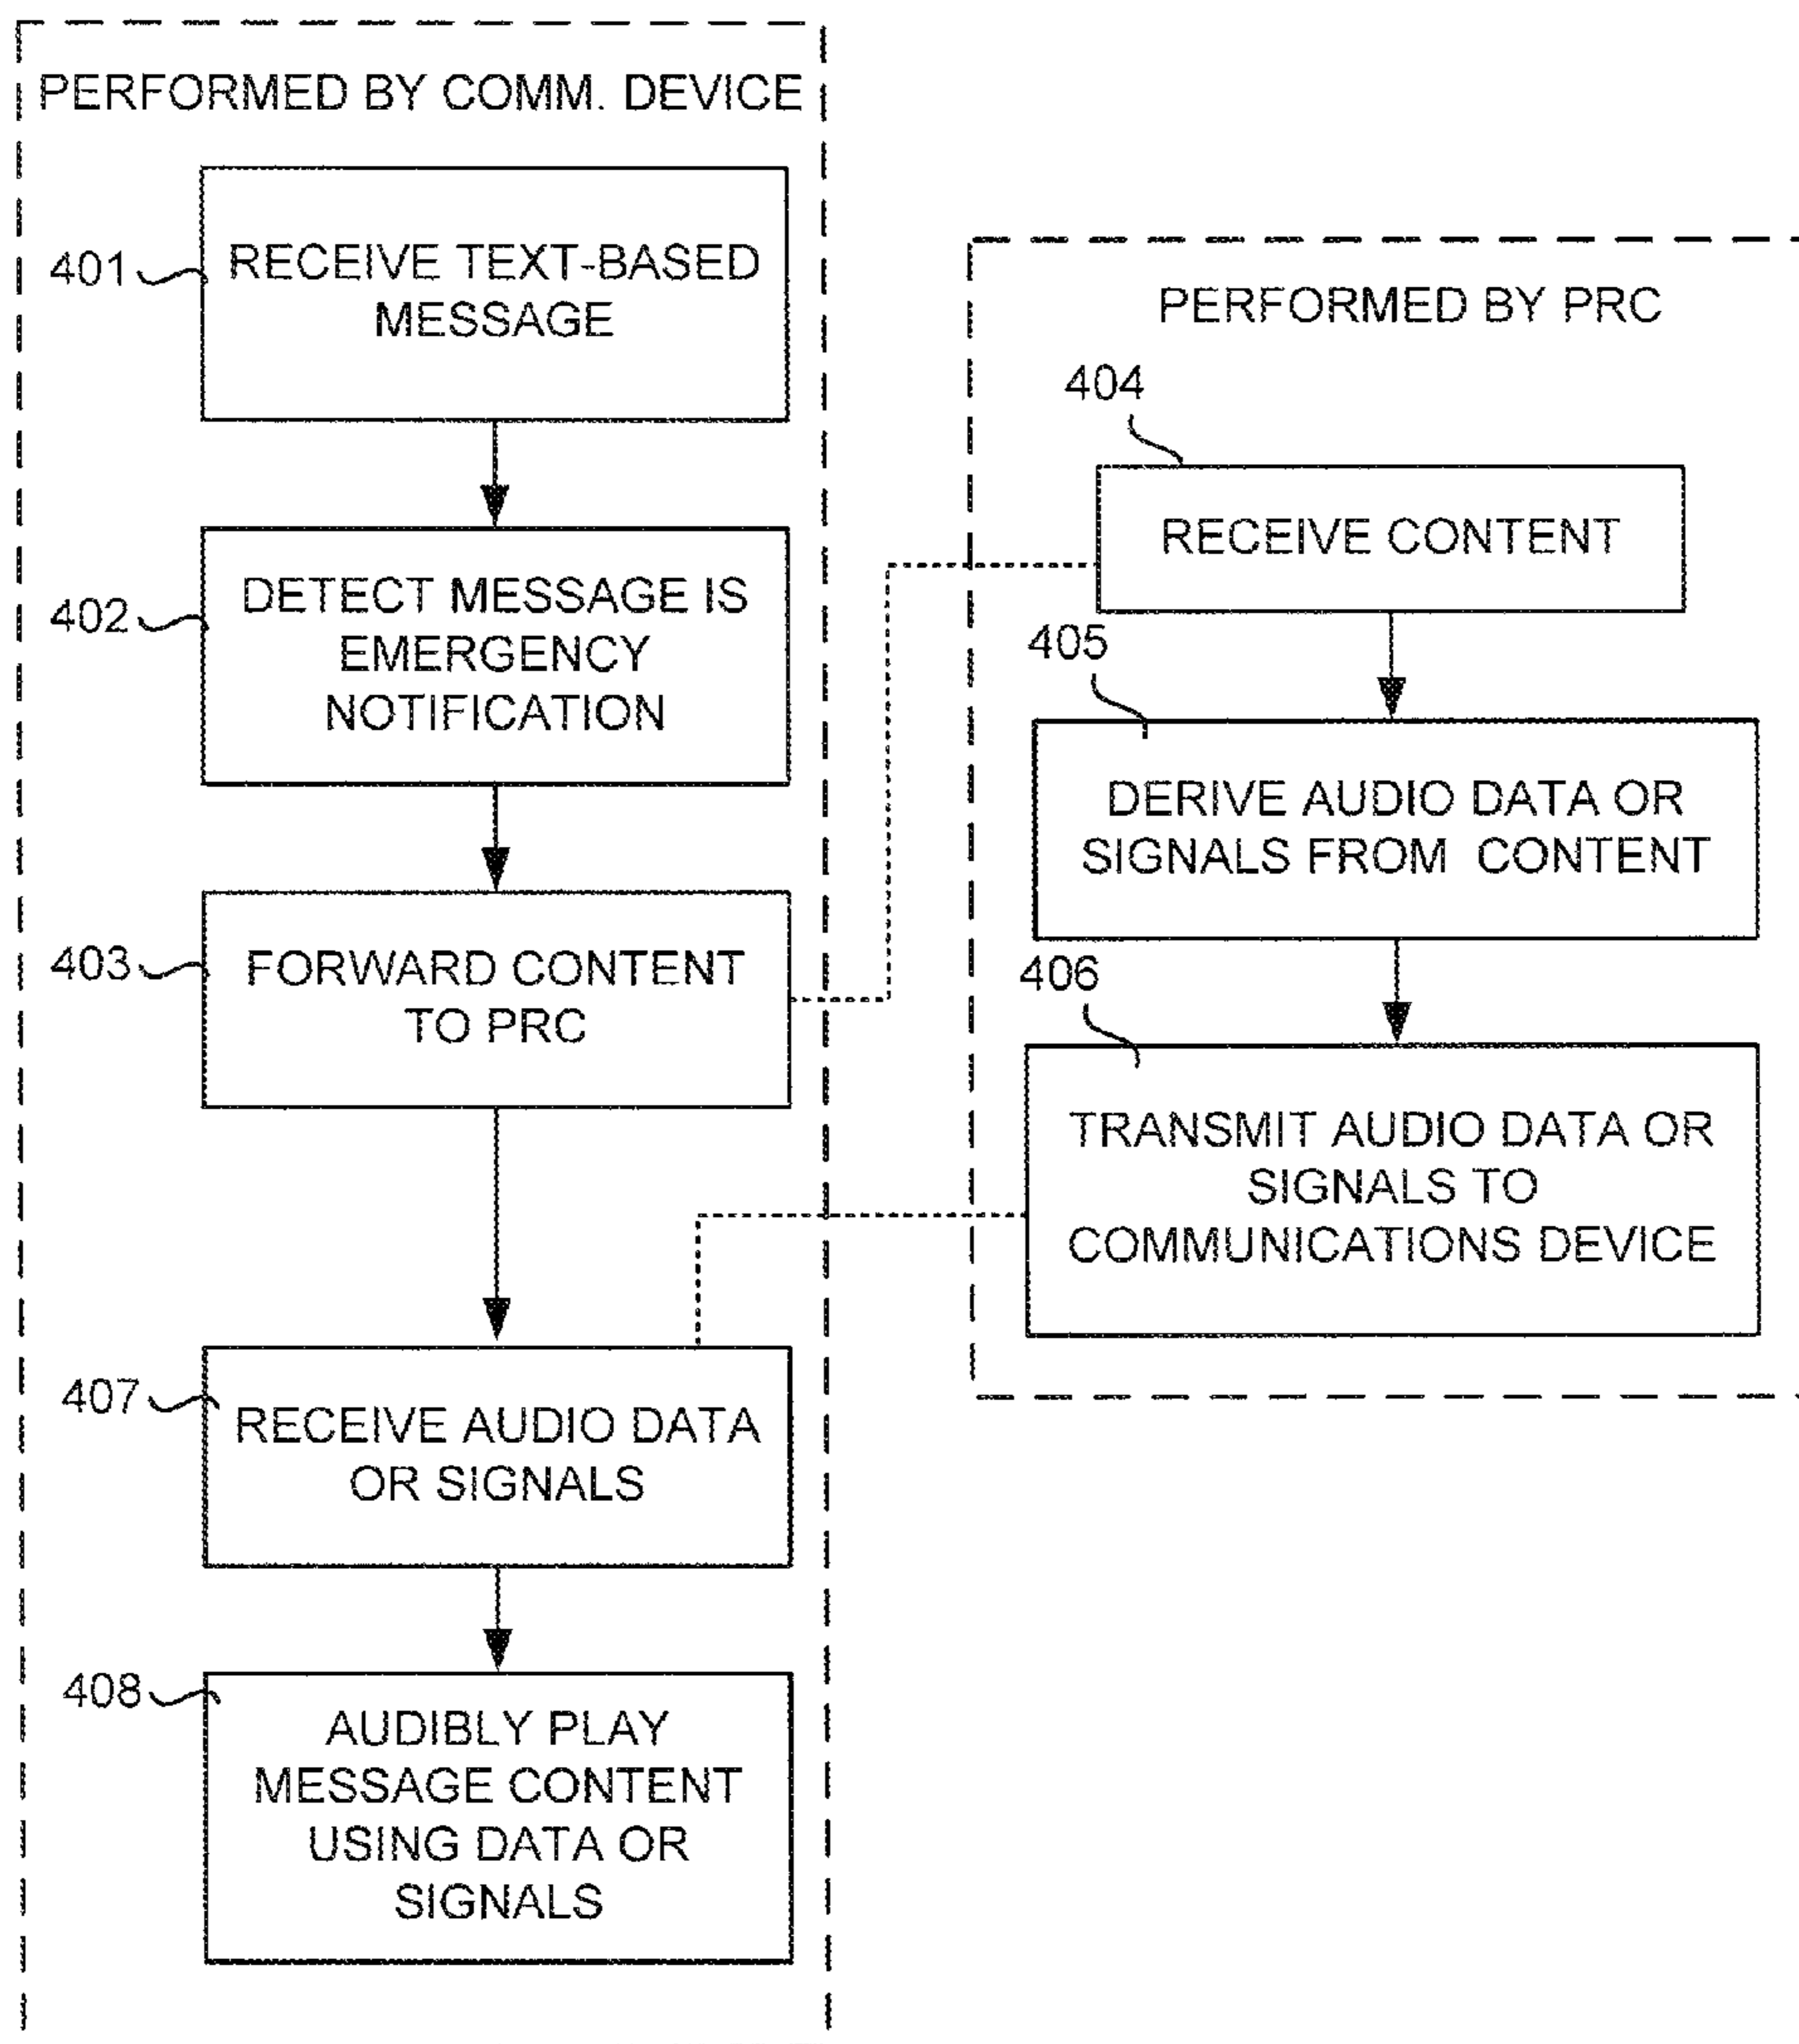 PERFORMED BY COMM. DEVICE
401
RECEIVE TEXT-BASED
MESSAGE
402
DETECT MESSAGE IS
EMERGENCY
NOTIFICATION
403
FORWARD CONTENT
TO PRC
407
RECEIVE AUDIO DATA
OR SIGNALS
408
AUDIBLY PLAY
MESSAGE CONTENT
USING DATA OR
SIGNALS
PERFORMED BY PRC
404
RECEIVE CONTENT
405
DERIVE AUDIO DATA OR
SIGNALS FROM CONTENT
406
TRANSMIT AUDIO DATA OR
SIGNALS TO
COMMUNICATIONS DEVICE